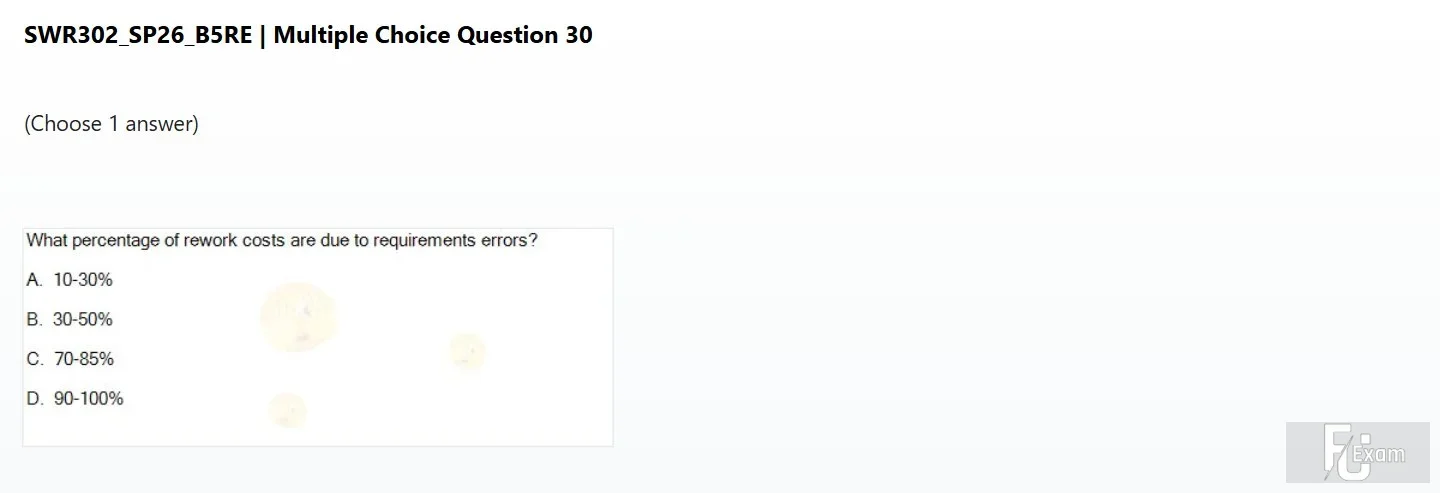 SWR302_SP26_B5RE | Multiple Choice Question 30
(Choose 1 answer)
What percentage of rework costs are due to requirements errors?
A. 10-30%
B. 30-50%
C. 70-85%
D. 90-100%
FU Exam